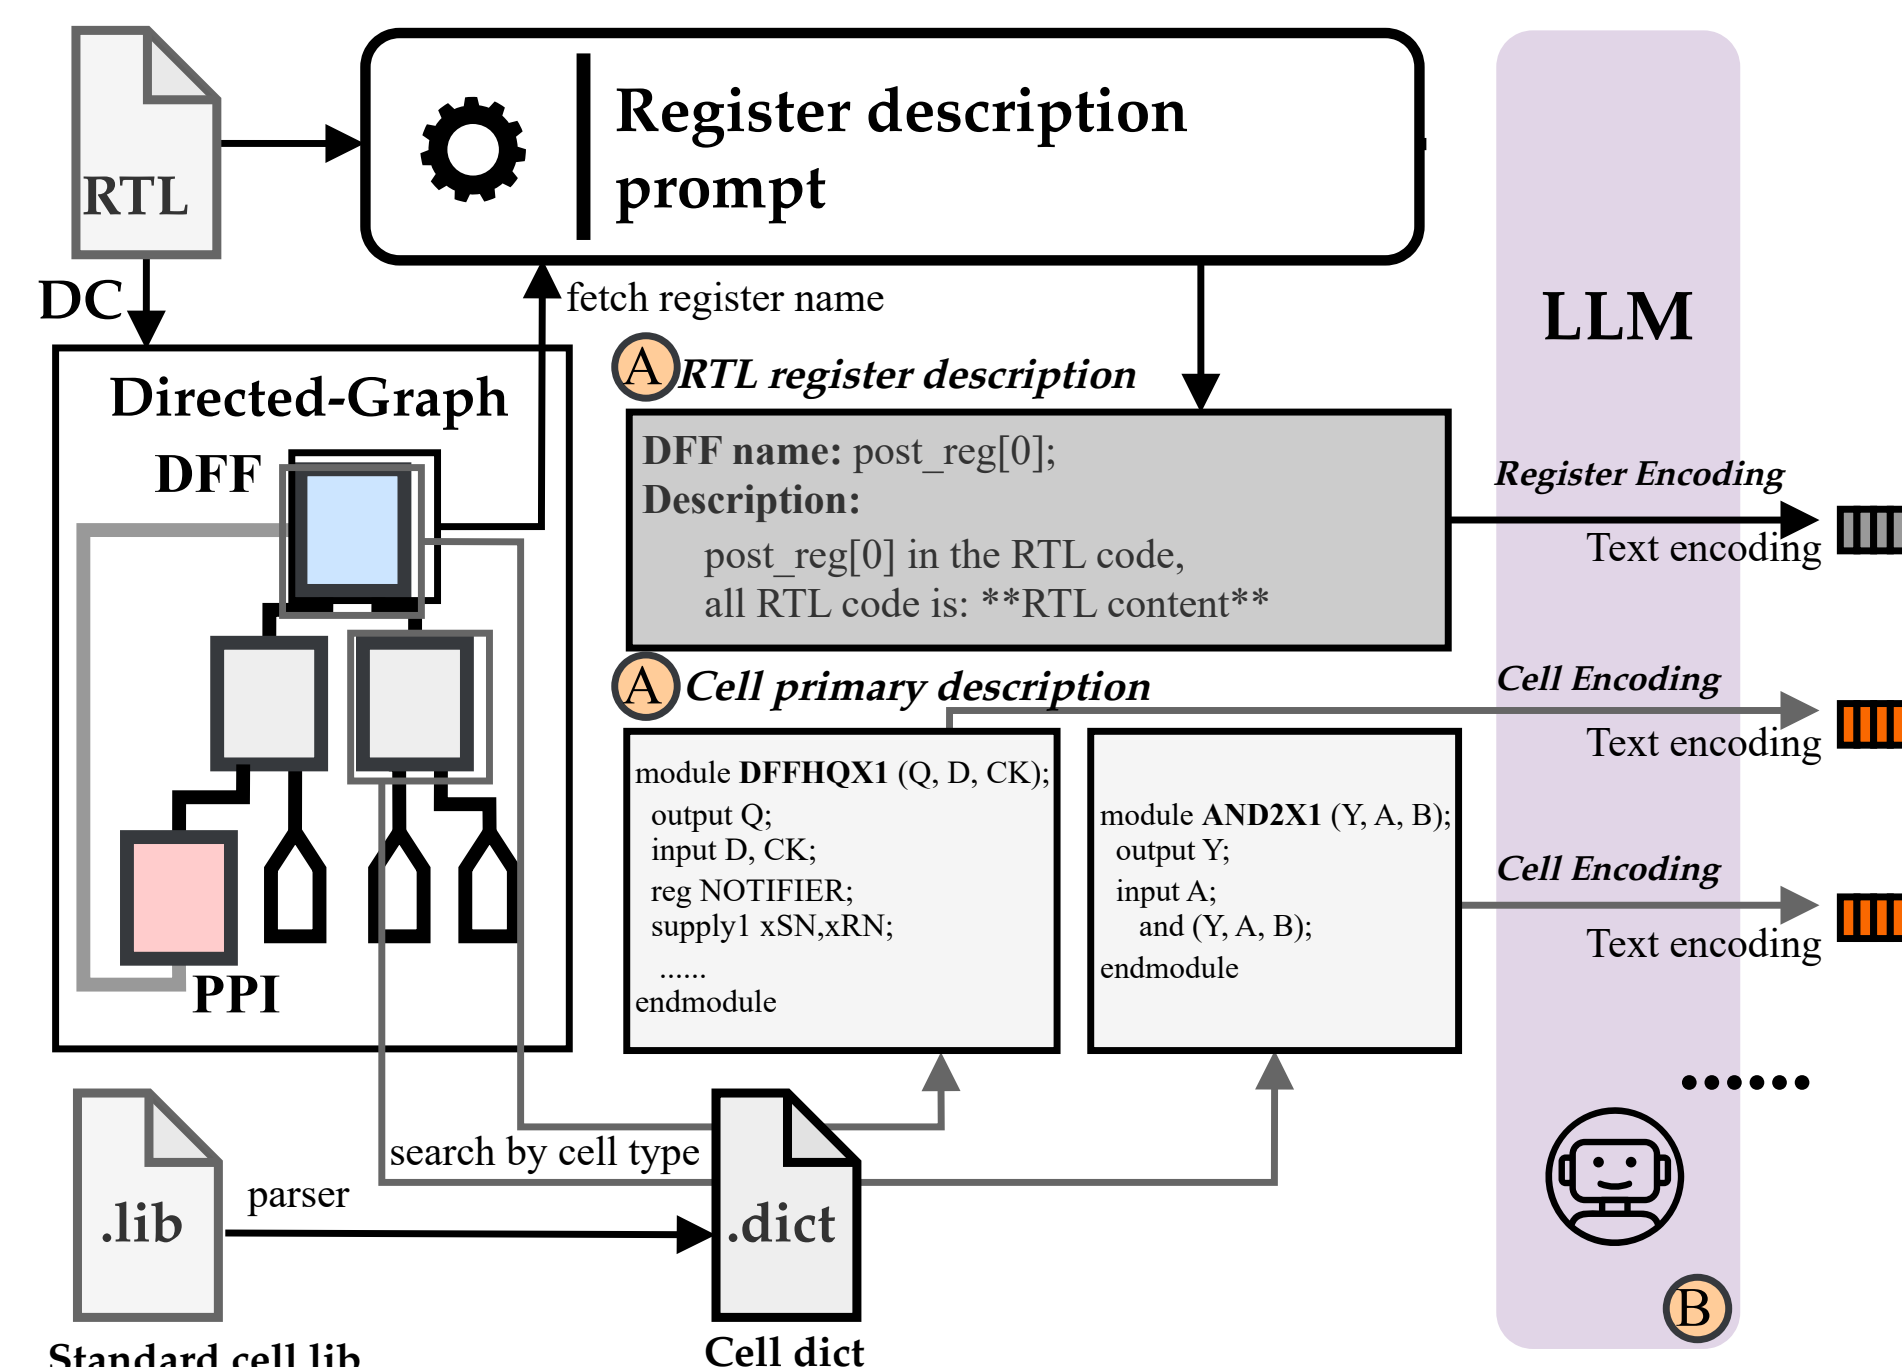 RTL
Register description
prompt
DC
fetch register name
Directed-Graph
DFF
PPI
A
RTL register description
DFF name: post_reg[0];
Description:
post_reg[0] in the RTL code,
all RTL code is: **RTL content**
A
Cell primary description
module DFFHQX1 (Q, D, CK);
output Q;
input D, CK;
reg NOTIFIER;
supply1 xSN,xRN;
......
endmodule
module AND2X1 (Y, A, B);
output Y;
input A;
and (Y, A, B);
endmodule
LLM
Register Encoding
Text encoding
Cell Encoding
Text encoding
Cell Encoding
Text encoding
B
search by cell type
parser
.lib
.dict
Standard cell lib
Cell dict